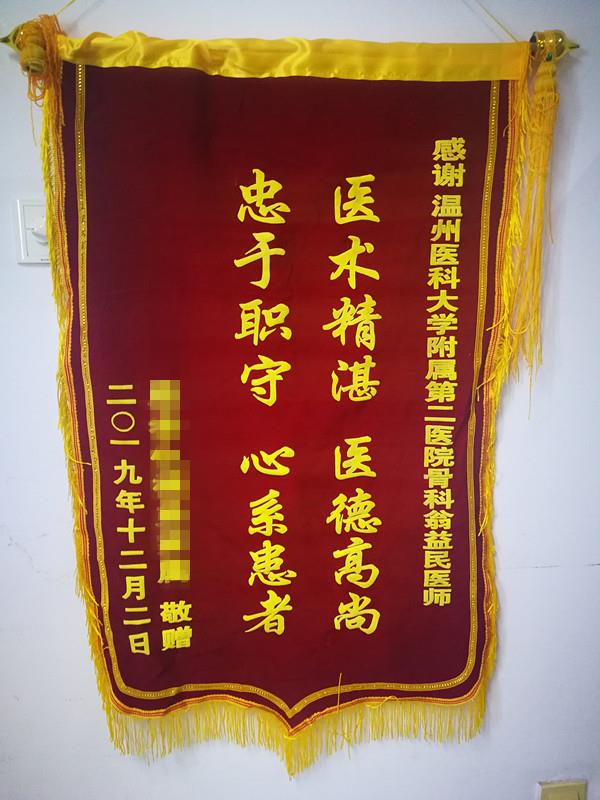 感谢 温州医科大学附属第二医院骨科翁益民医师
医术精湛 医德高尚
忠于职守 心系患者
敬赠
二〇一九年十二月二日